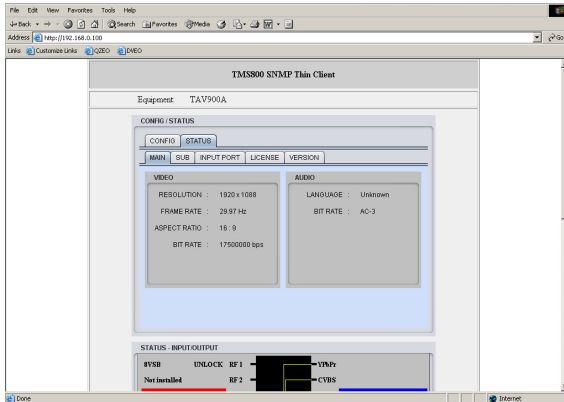 File Edit View Favorites Tools Help
Back Search Favorites Media
Address http://192.168.0.100 Go
Links Customize Links QZEO DVEO
TMS800 SNMP Thin Client
Equipment TAV900A
CONFIG / STATUS
CONFIG STATUS
MAIN SUB INPUT PORT LICENSE VERSION
VIDEO
RESOLUTION : 1920 x 1088
FRAME RATE : 29.97 Hz
ASPECT RATIO : 16 : 9
BIT RATE : 17500000 bps
AUDIO
LANGUAGE : Unknown
BIT RATE : AC-3
STATUS - INPUT/OUTPUT
8VSB UNLOCK RF 1 YPbPr
Not installed RF 2 CVBS
Done Internet